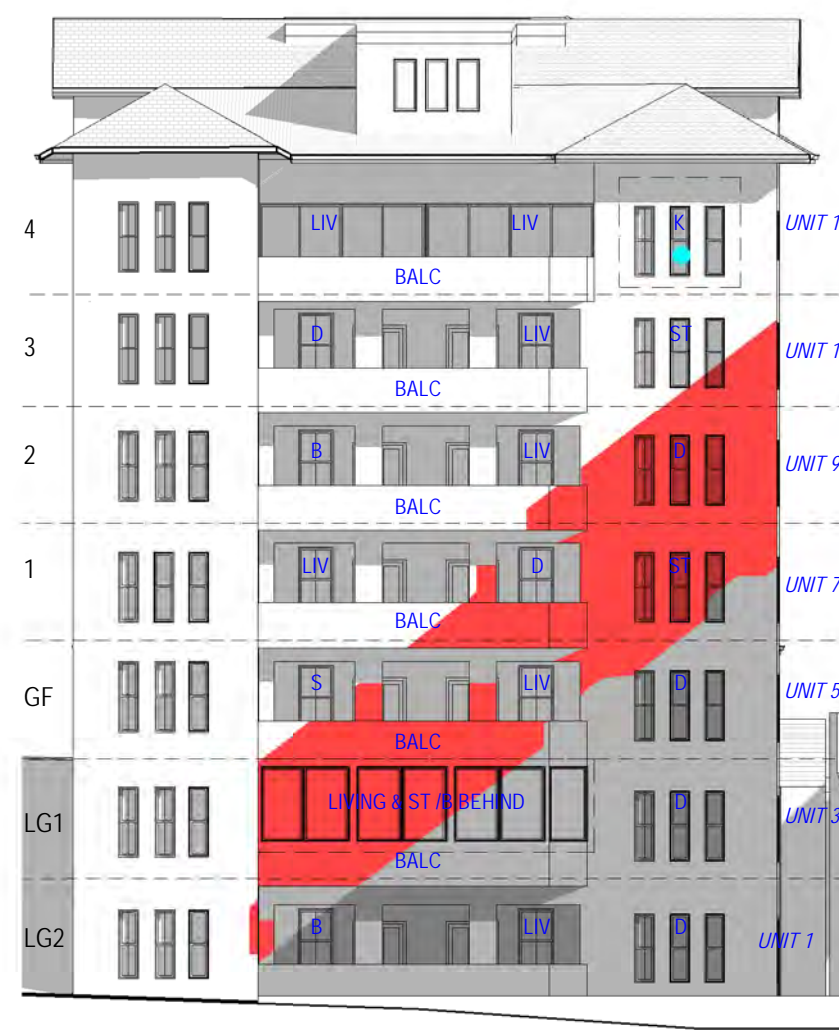 4 LIV LIV K UNIT 1
BALC
3 D LIV ST UNIT 1
BALC
2 B LIV D UNIT 9
BALC
1 LIV D ST UNIT 7
BALC
GF S LIV D UNIT 5
BALC
LG1 LIVING & ST /B BEHIND D UNIT 3
BALC
LG2 B LIV D UNIT 1